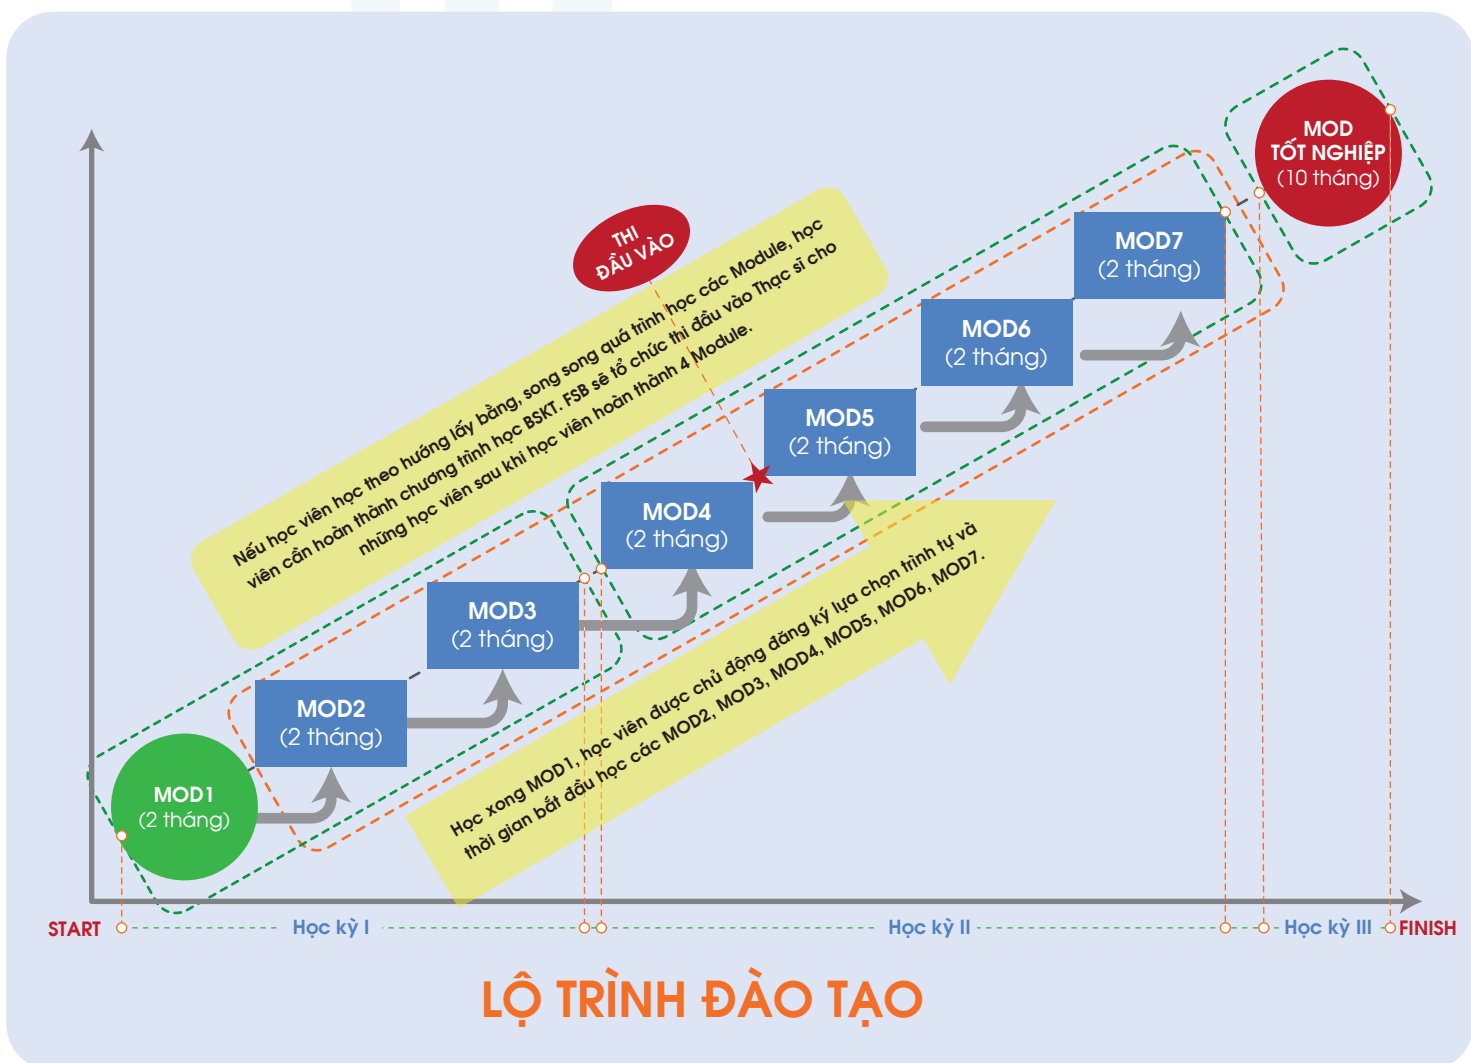 MOD
TỐT NGHIỆP
(10 tháng)
THI
ĐẦU VÀO
Nếu học viên học theo hướng lấy bằng, song song quá trình học các Module, học
viên cần hoàn thành chương trình học BSKT. FSB sẽ tổ chức thi đầu vào Thạc sĩ cho
những học viên sau khi học viên hoàn thành 4 Module.
MOD7
(2 tháng)
MOD6
(2 tháng)
MOD5
(2 tháng)
MOD4
(2 tháng)
MOD3
(2 tháng)
MOD2
(2 tháng)
MOD1
(2 tháng)
Học xong MOD1, học viên được chủ động đăng ký lựa chọn trình tự và
thời gian bắt đầu học các MOD2, MOD3, MOD4, MOD5, MOD6, MOD7.
START
Học kỳ I
Học kỳ II
Học kỳ III
FINISH
LỘ TRÌNH ĐÀO TẠO